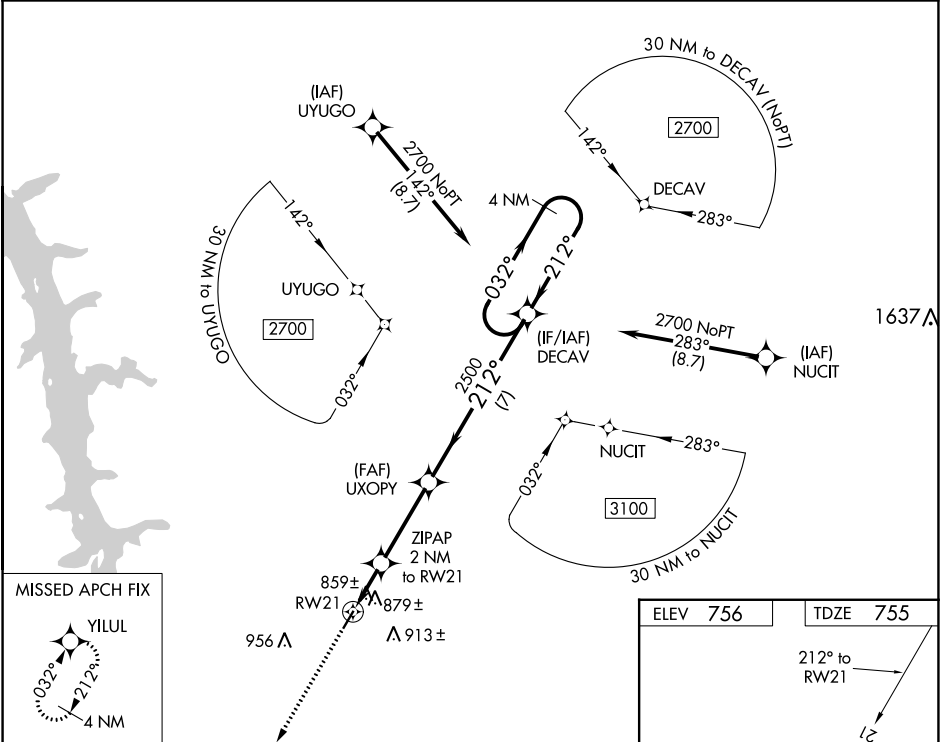 30 NM to DECAV (NoPT)
2700
142°
DECAV
283°
(IAF)
UYUGO
2700 NoPT
142°
(8.7)
4 NM
032°
212°
(IF/IAF)
DECAV
30 NM to UYUGO
142°
UYUGO
2700
032°
2700 NoPT
283°
(8.7)
(IAF)
NUCIT
1637
2500
212°
(7)
NUCIT
283°
032°
3100
30 NM to NUCIT
(FAF)
UXOPY
ZIPAP
2 NM
to RW21
859±
RW21
879±
956
913±
MISSED APCH FIX
YILUL
032°
212°
4 NM
ELEV 756
TDZE 755
212° to
RW21
21